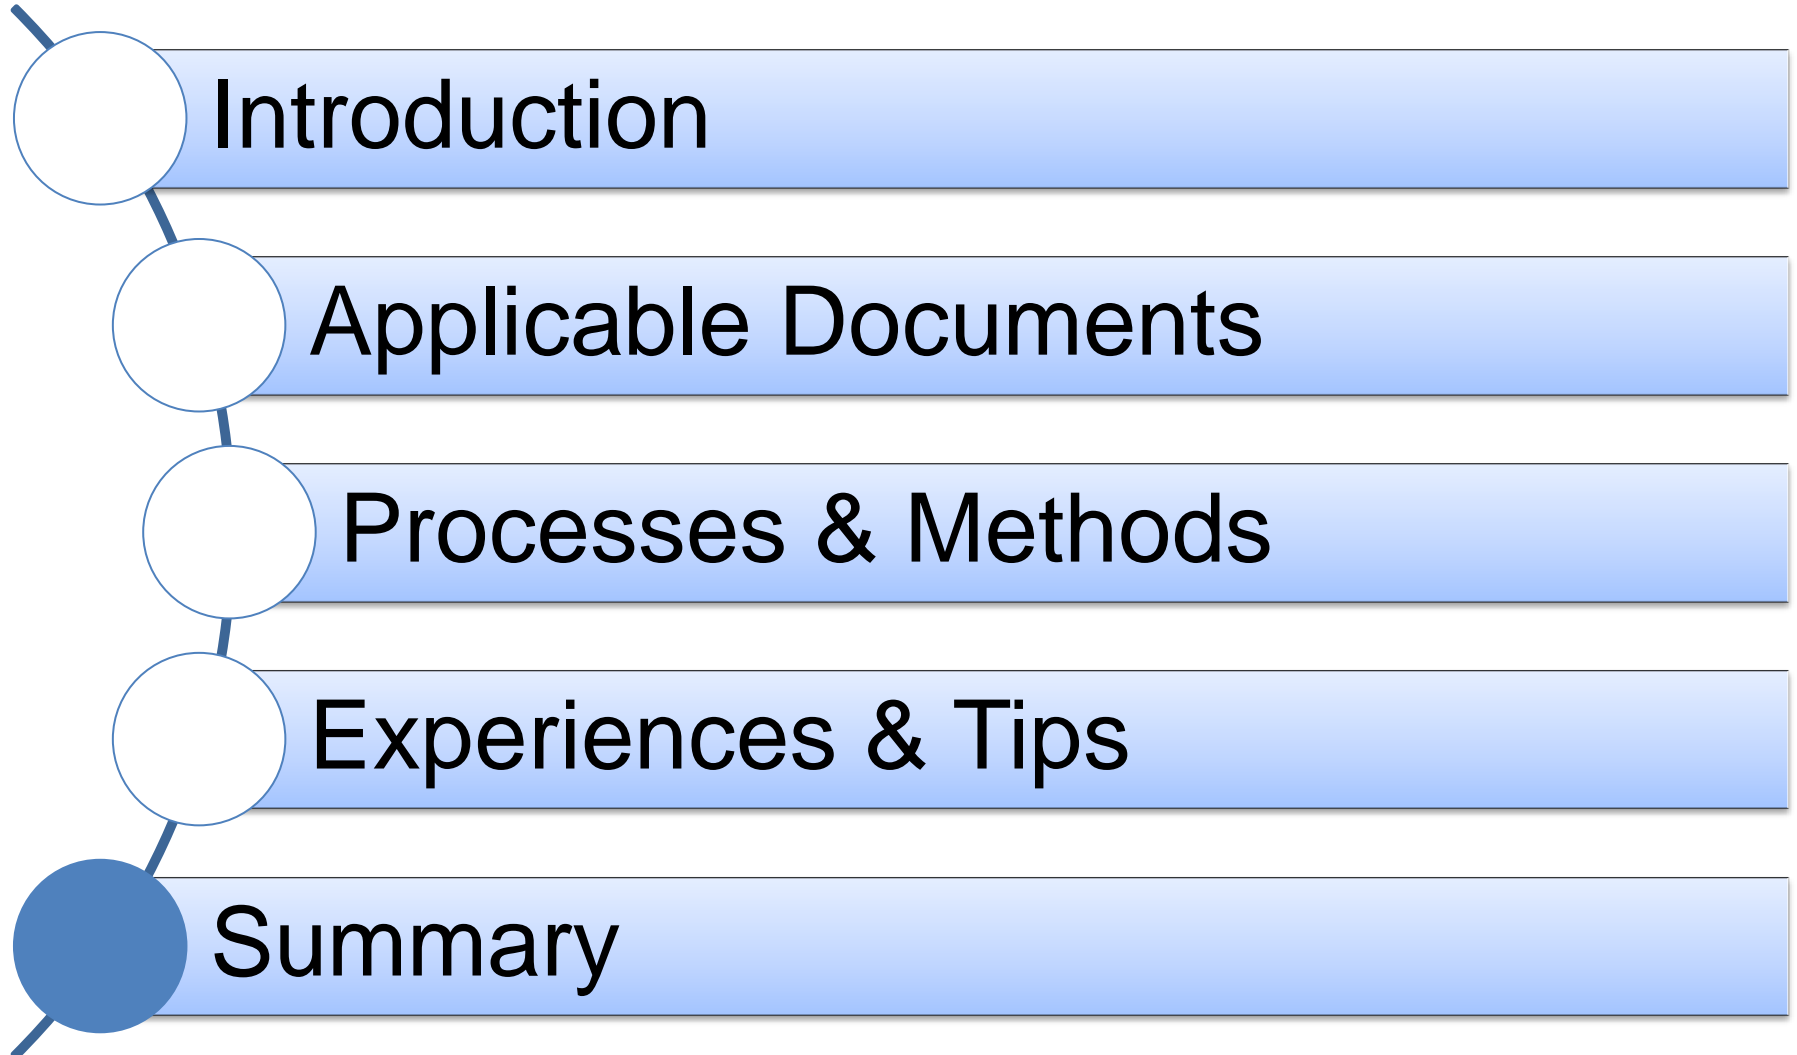 Introduction
Applicable Documents
Processes & Methods
Experiences & Tips
Summary